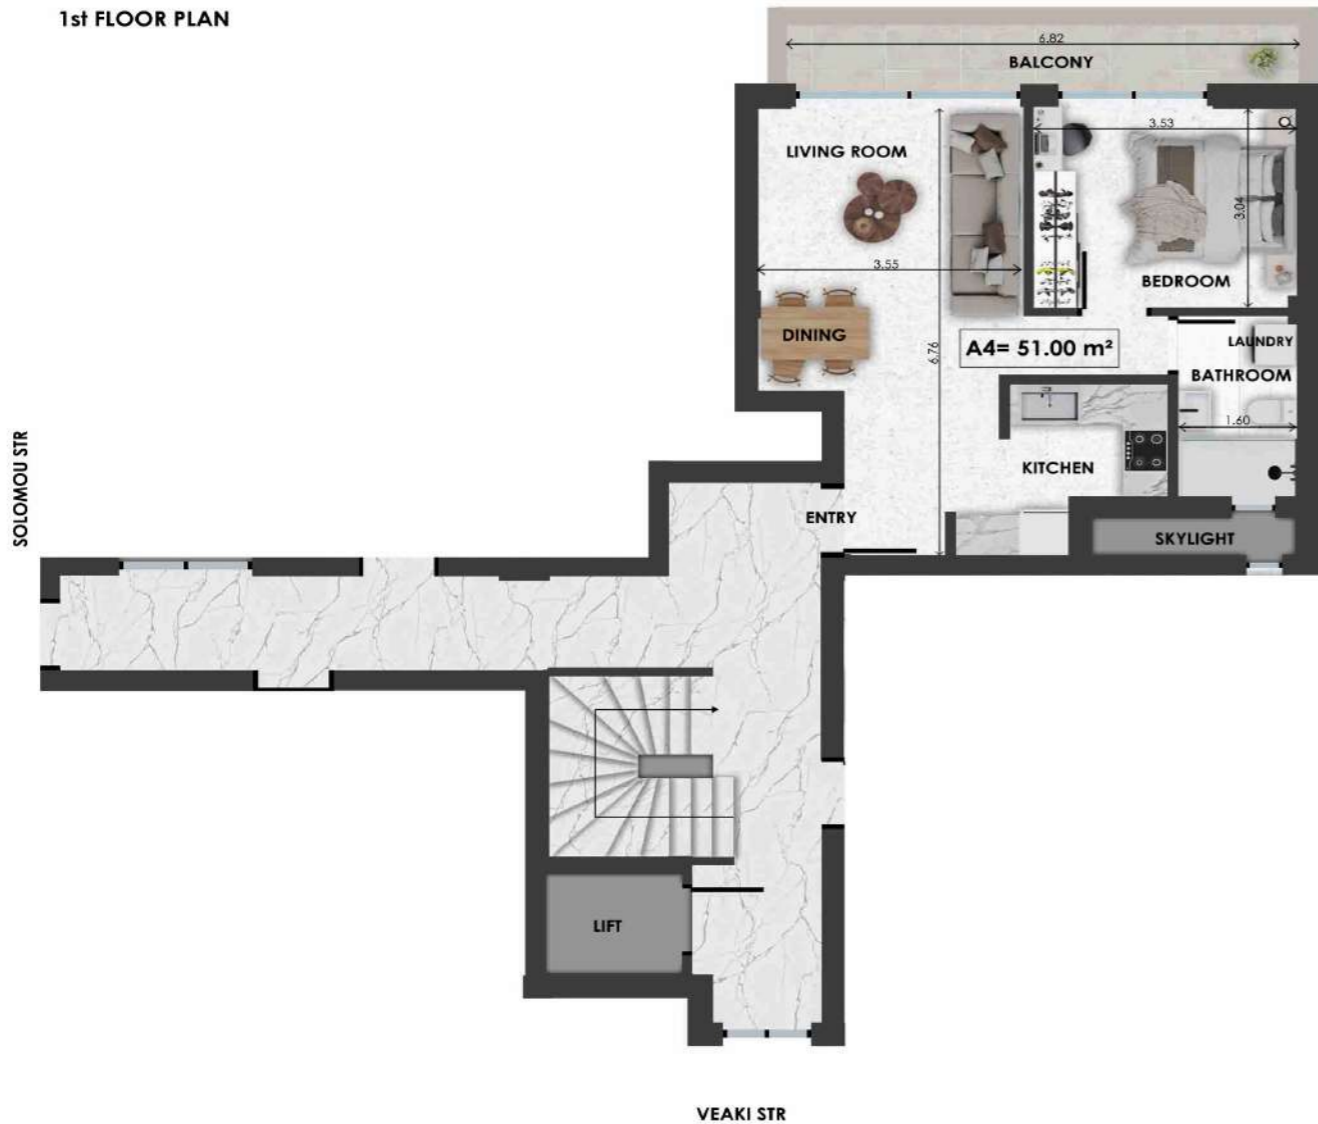 1st FLOOR PLAN
6.82
BALCONY
3.53
LIVING ROOM
3.04
3.55
BEDROOM
DINING
6.76
A4= 51.00 m²
LAUNDRY
BATHROOM
1.60
SOLOMOU STR
KITCHEN
ENTRY
SKYLIGHT
LIFT
VEAKI STR